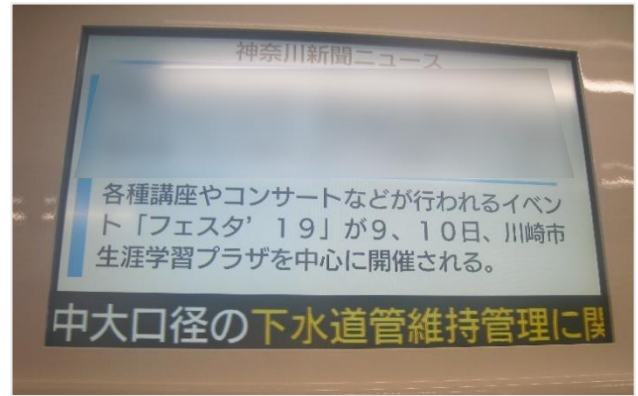 神奈川新聞ニュース
各種講座やコンサートなどが行われるイベン
ト「フェスタ’１９」が９、１０日、川崎市
生涯学習プラザを中心に開催される。
中大口径の下水道管維持管理に関